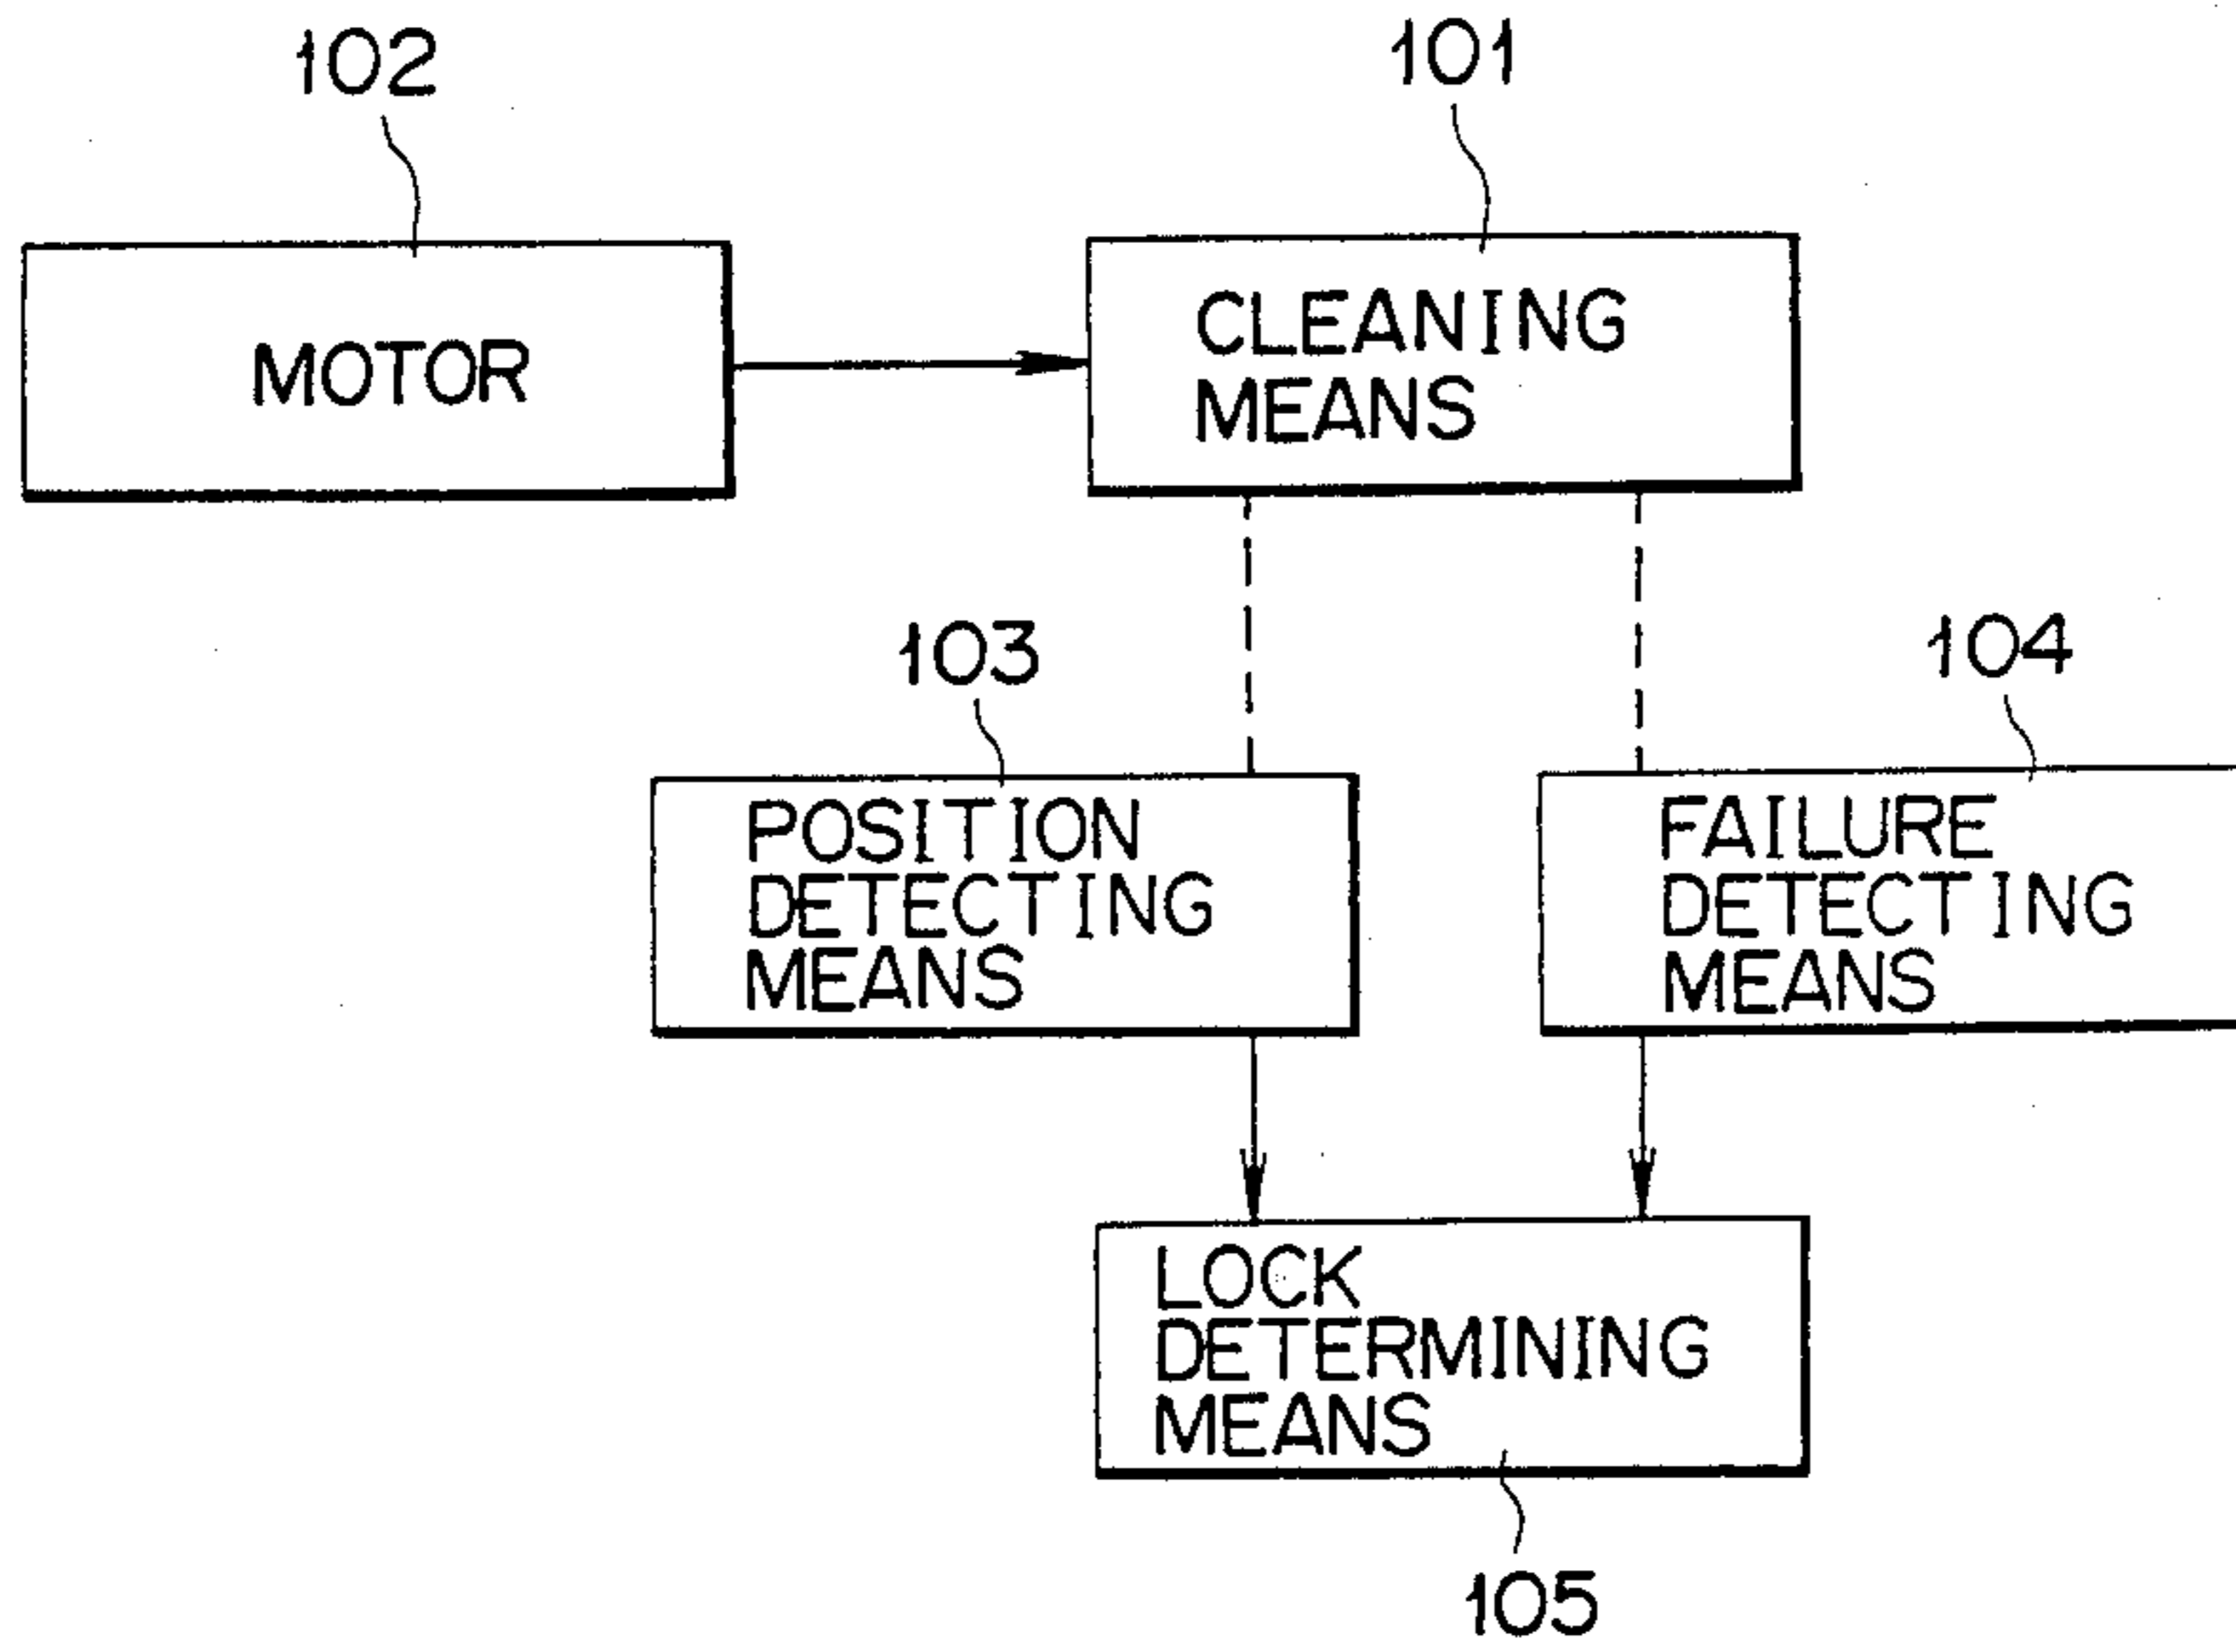 102
101
MOTOR
CLEANING
MEANS
103
104
POSITION
DETECTING
MEANS
FAILURE
DETECTING
MEANS
LOCK
DETERMINING
MEANS
105